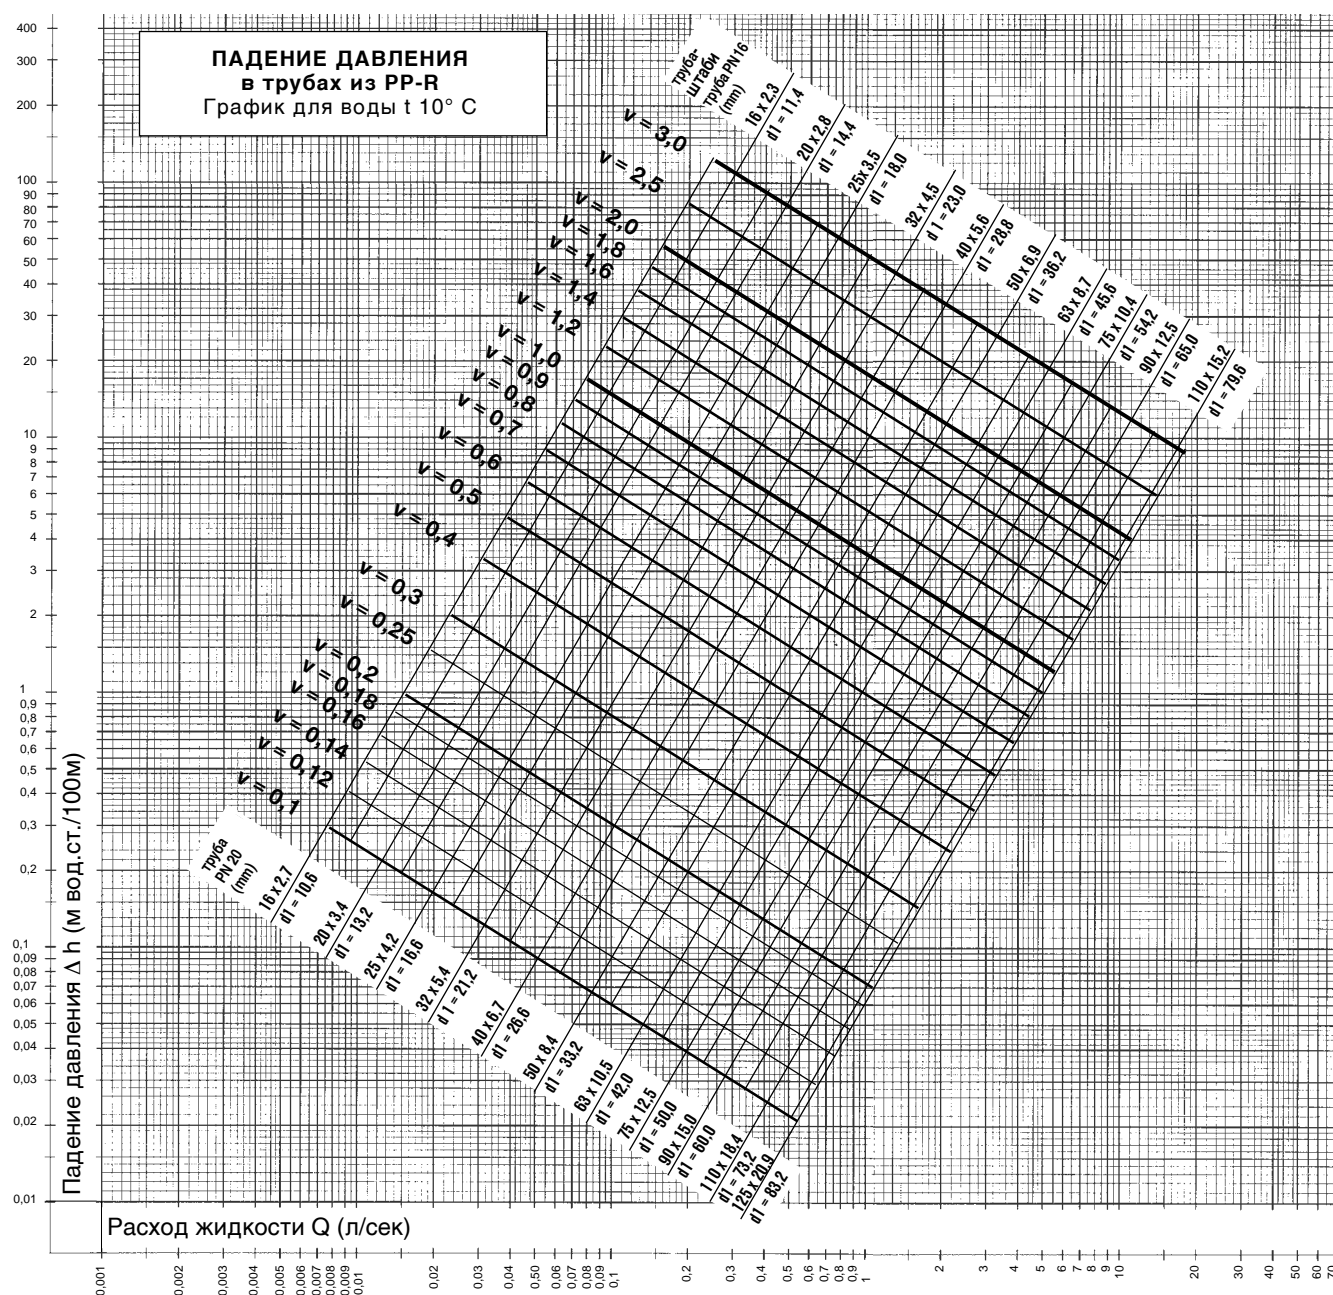 ПАДЕНИЕ ДАВЛЕНИЯ
в трубах из PP-R
График для воды t 10° C
400
300
200
100
90
80
70
60
50
40
30
20
10
9
8
7
6
5
4
3
2
1
0,9
0,8
0,7
0,6
0,5
0,4
0,3
0,2
0,1
0,09
0,08
0,07
0,06
0,05
0,04
0,03
0,02
0,01
Падение давления Δ h (м вод.ст./100м)
труба-
штаби
труба PN16
(mm)
16 x 2.3
d1 = 11.4
20 x 2.8
d1 = 14.4
25x 3.5
d1 = 18.0
32 x 4.5
d1 = 23.0
40 x 5.6
d1 = 28.8
50 x 6.9
d1 = 36.2
63 x 8.7
d1 = 45.6
75 x 10.4
d1 = 54.2
90 x 12.5
d1 = 65.0
110 x 15.2
d1 = 79.6
v = 3,0
v = 2,5
v = 2,0
v = 1,8
v = 1,6
v = 1,4
v = 1,2
v = 1,0
v = 0,9
v = 0,8
v = 0,7
v = 0,6
v = 0,5
v = 0,4
v = 0,3
v = 0,25
v = 0,2
v = 0,18
v = 0,16
v = 0,14
v = 0,12
v = 0,1
труба
PN 20
(mm)
16 x 2.7
d1 = 10.6
20 x 3.4
d1 = 13.2
25 x 4.2
d1 = 16.6
32 x 5.4
d1 = 21.2
40 x 6.7
d1 = 26.6
50 x 8.4
d1 = 33.2
63 x 10.5
d1 = 42.0
75 x 12.5
d1 = 50.0
90 x 15.0
d1 = 60.0
110 x 18.4
d1 = 73.2
125 x 20.9
d1 = 83.2
Расход жидкости Q (л/сек)
0,001
0,002
0,003
0,004
0,005
0,006
0,007
0,008
0,009
0,01
0,02
0,03
0,04
0,50
0,06
0,07
0,08
0,09
0,1
0,2
0,3
0,4
0,5
0,6
0,7
0,8
0,9
1
2
3
4
5
6
7
8
9
10
20
30
40
50
60
70